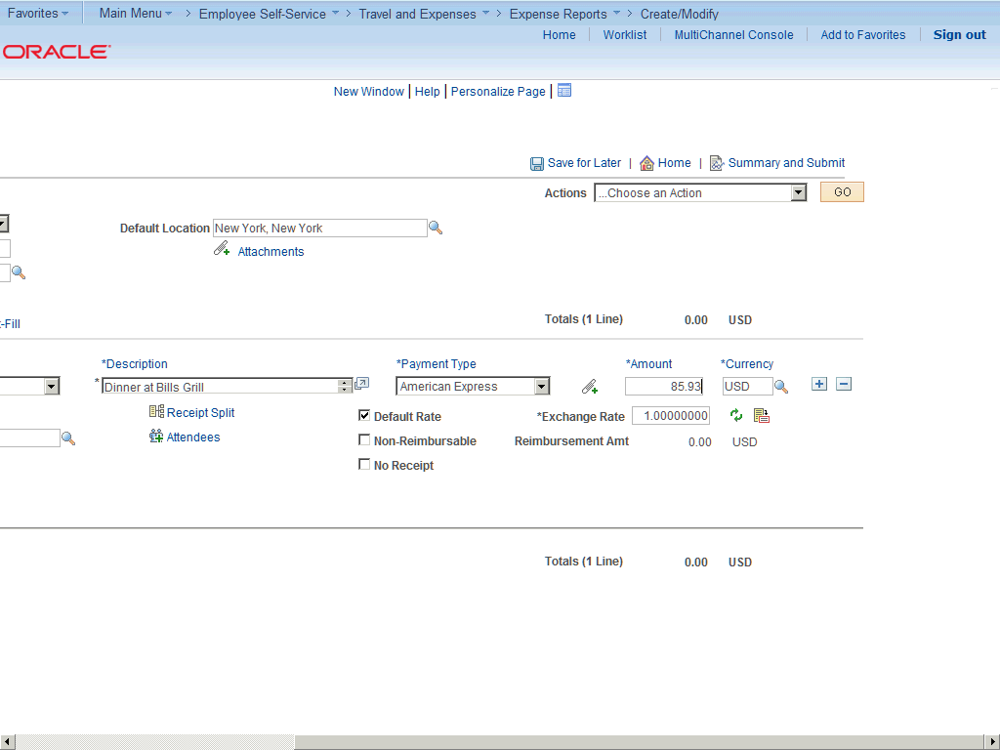 Favorites Main Menu > Employee Self-Service > Travel and Expenses > Expense Reports > Create/Modify
Home Worklist MultiChannel Console Add to Favorites Sign out
ORACLE
New Window | Help | Personalize Page |
Save for Later | Home | Summary and Submit
Actions ...Choose an Action GO
Default Location New York, New York
Attachments
-Fill
Totals (1 Line) 0.00 USD
*Description *Payment Type *Amount *Currency
* Dinner at Bills Grill American Express 85.93 USD
Receipt Split Default Rate *Exchange Rate 1.00000000
Attendees Non-Reimbursable Reimbursement Amt 0.00 USD
No Receipt
Totals (1 Line) 0.00 USD